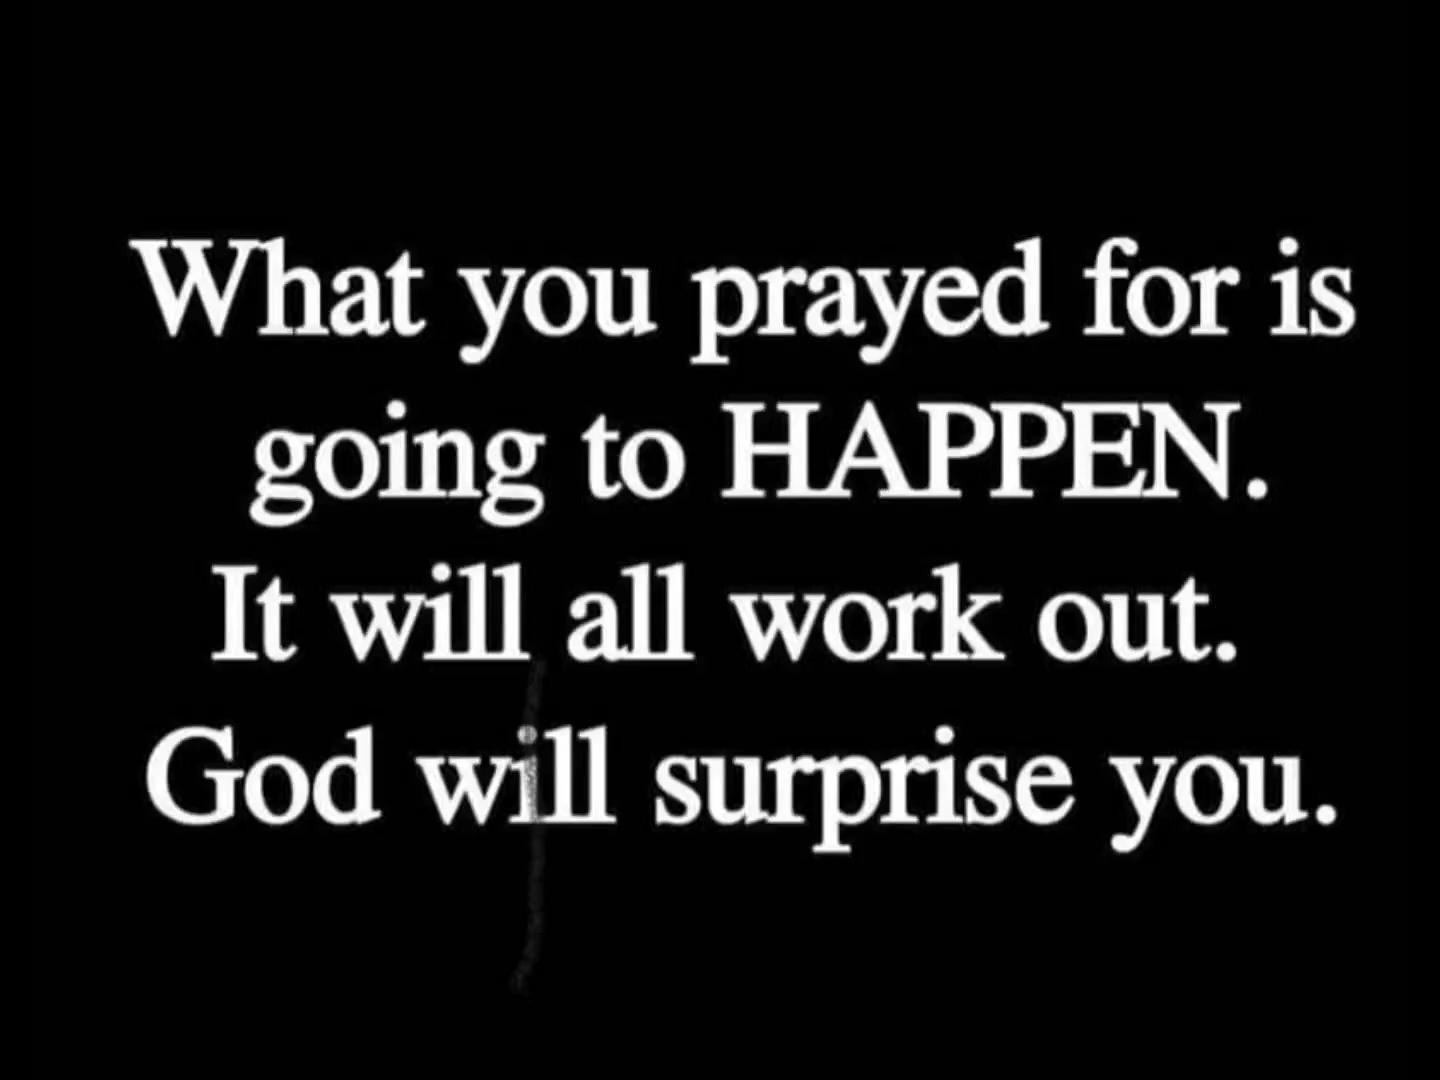 What you prayed for is
going to HAPPEN.
It will all work out.
God will surprise you.